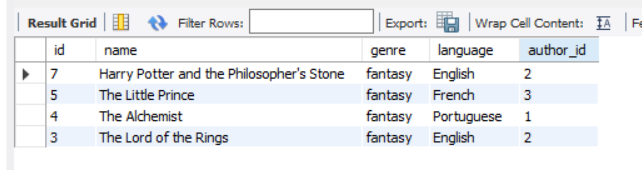 Result Grid Filter Rows: Export: Wrap Cell Content: IA Fe
id name genre language author_id
7 Harry Potter and the Philosopher's Stone fantasy English 2
5 The Little Prince fantasy French 3
4 The Alchemist fantasy Portuguese 1
3 The Lord of the Rings fantasy English 2